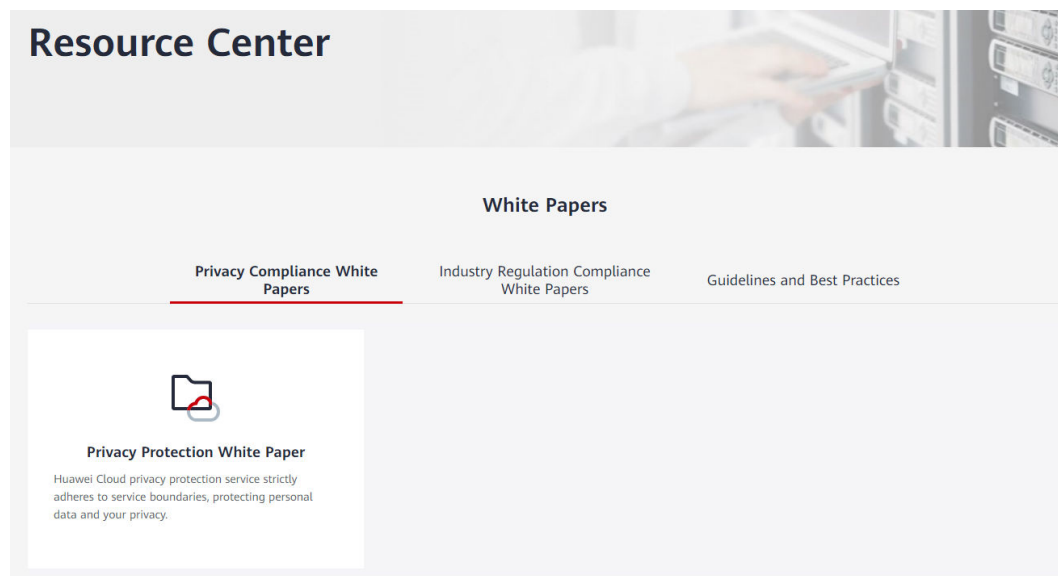 Resource Center
White Papers
Privacy Compliance White
Papers
Industry Regulation Compliance
White Papers
Guidelines and Best Practices
Privacy Protection White Paper
Huawei Cloud privacy protection service strictly
adheres to service boundaries, protecting personal
data and your privacy.